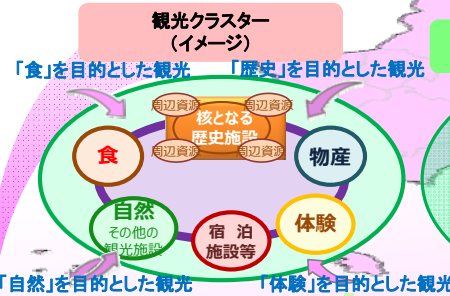 観光クラスター
（イメージ）
「食」を目的とした観光
「歴史」を目的とした観光
周辺資源
周辺資源
核となる
歴史施設
周辺資源
周辺資源
食
物産
自然
その他の
観光施設
宿 泊
施設等
体験
「自然」を目的とした観光
「体験」を目的とした観光